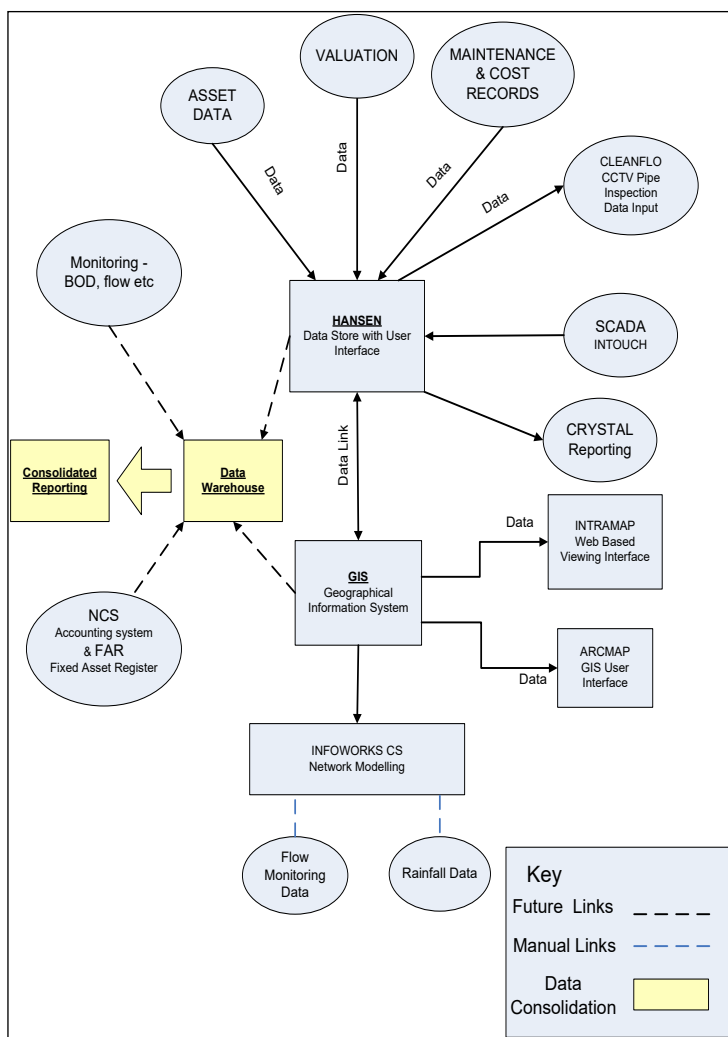 VALUATION
MAINTENANCE
& COST
RECORDS
ASSET
DATA
Data
Data
Data
Data
CLEANFLO
CCTV Pipe
Inspection
Data Input
Monitoring -
BOD, flow etc
HANSEN
Data Store with User
Interface
SCADA
INTOUCH
CRYSTAL
Reporting
Data Link
Consolidated
Reporting
Data
Warehouse
Data
INTRAMAP
Web Based
Viewing Interface
GIS
Geographical
Information System
NCS
Accounting system
& FAR
Fixed Asset Register
ARCMAP
GIS User
Interface
Data
INFOWORKS CS
Network Modelling
Flow
Monitoring
Data
Rainfall Data
Key
Future Links
Manual Links
Data
Consolidation